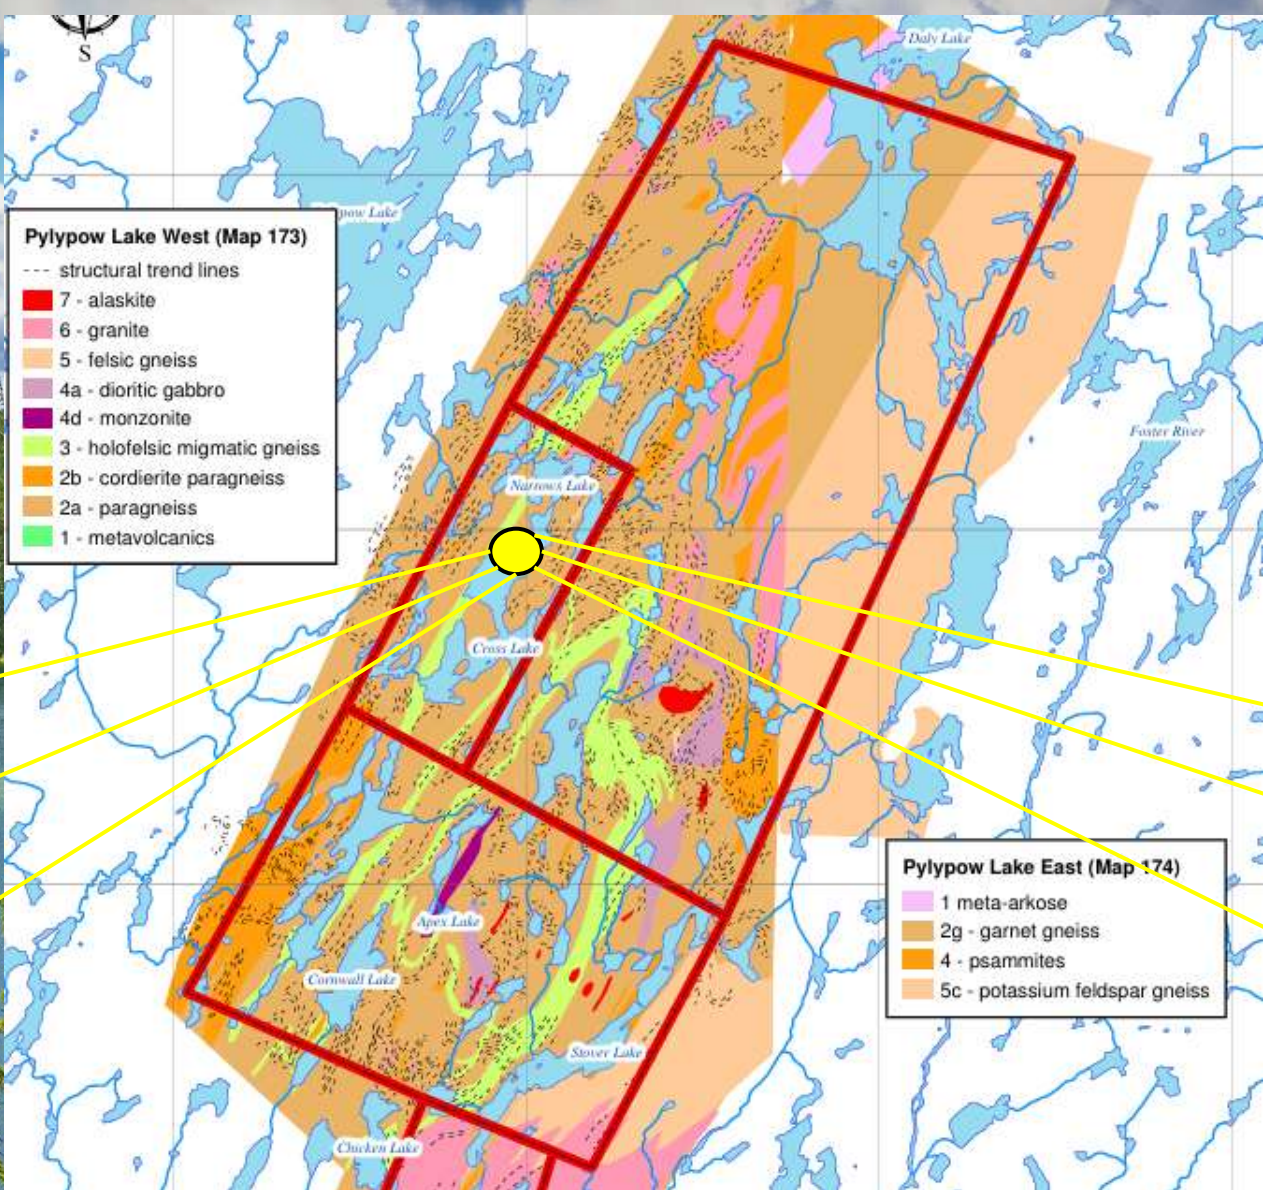 S
Daly Lake
Pylypow Lake West (Map 173)
structural trend lines
7 - alaskite
6 - granite
5 - felsic gneiss
4a - dioritic gabbro
4d - monzonite
3 - holofelsic migmatic gneiss
2b - cordierite paragneiss
2a - paragneiss
1 - metavolcanics
pow Lake
Foster River
Narrows Lake
Cross Lake
Pylypow Lake East (Map 174)
1 meta-arkose
2g - garnet gneiss
4 - psammites
5c - potassium feldspar gneiss
Apex Lake
Cornwall Lake
Stover Lake
Chicken Lake